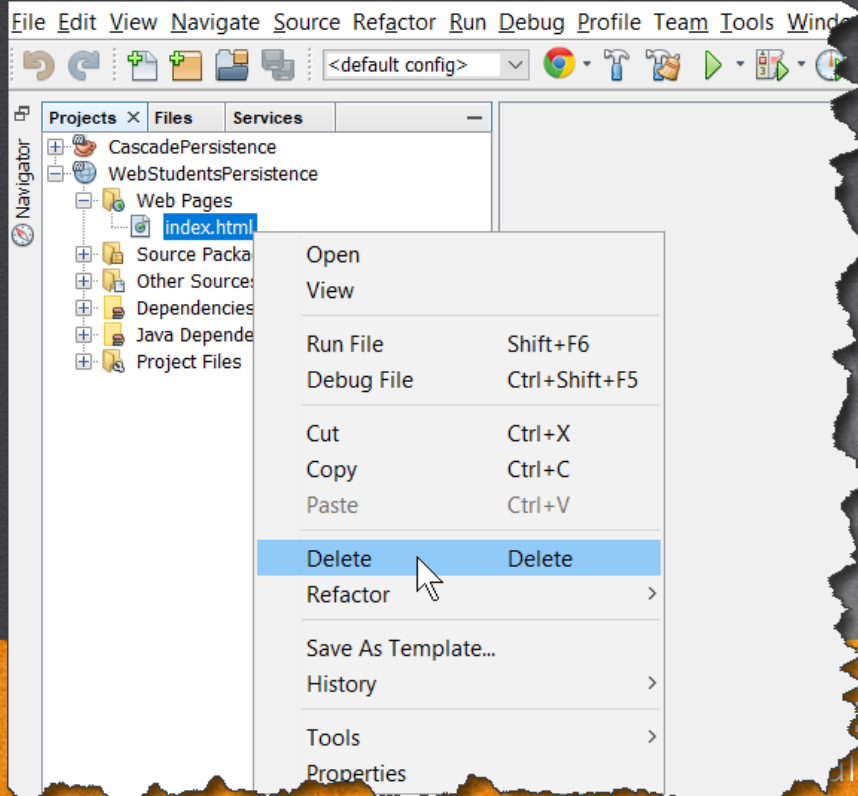 File Edit View Navigate Source Refactor Run Debug Profile Team Tools
<default config>
Projects Files Services
Navigator
CascadePersistence
WebStudentsPersistence
Web Pages
index.html
Source Packa
Other Sources
Dependencies
Java Depende
Project Files
Open
View
Run File Shift+F6
Debug File Ctrl+Shift+F5
Cut Ctrl+X
Copy Ctrl+C
Paste Ctrl+V
Delete Delete
Refactor
Save As Template...
History
Tools
Properties